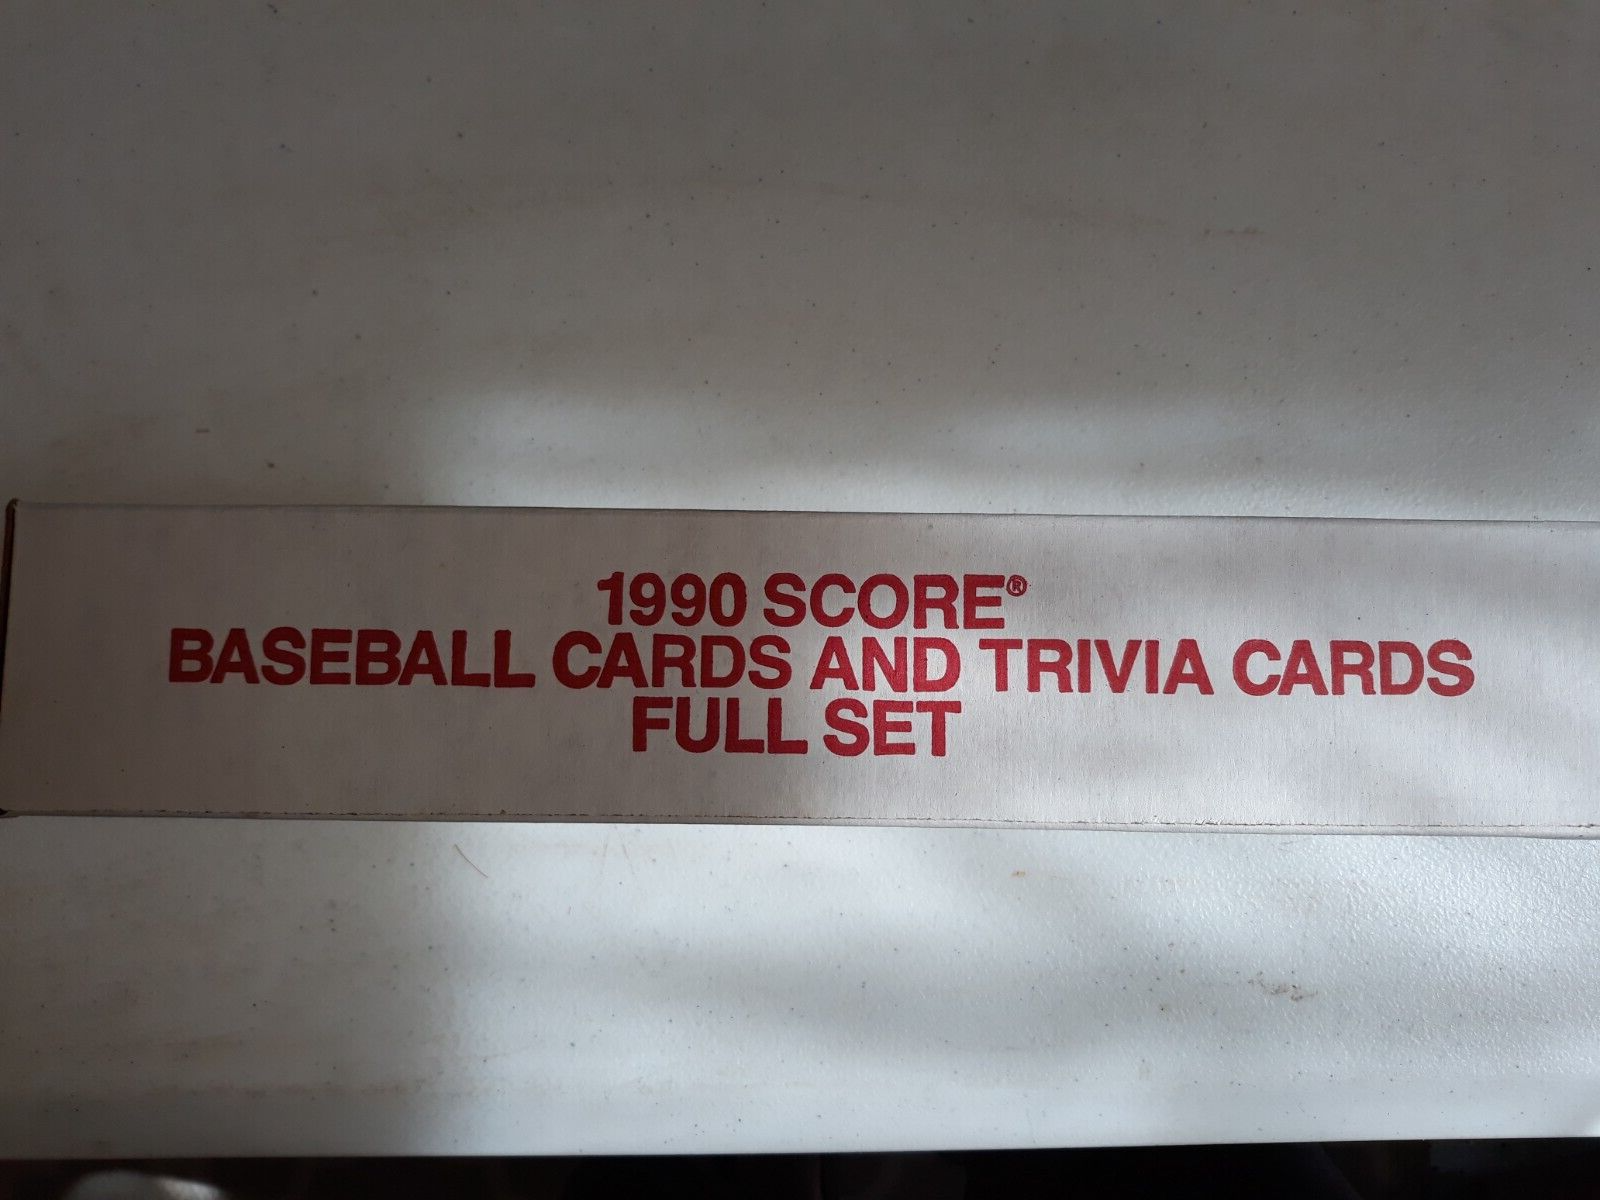 1990 SCORE®
BASEBALL CARDS AND TRIVIA CARDS
FULL SET